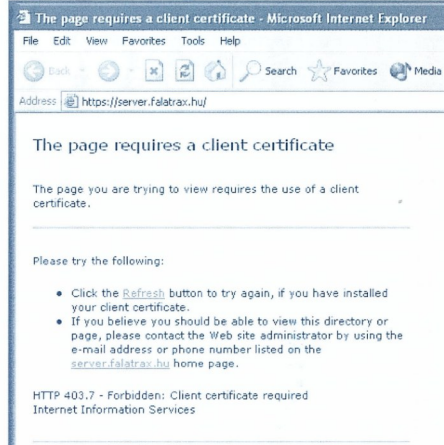 The page requires a client certificate - Microsoft Internet Explorer
File Edit View Favorites Tools Help
Back Search Favorites Media
Address https://server.falatrax.hu/
The page requires a client certificate
The page you are trying to view requires the use of a client
certificate.
Please try the following:
• Click the Refresh button to try again, if you have installed
your client certificate.
• If you believe you should be able to view this directory or
page, please contact the Web site administrator by using the
e-mail address or phone number listed on the
server.falatrax.hu home page.
HTTP 403.7 - Forbidden: Client certificate required
Internet Information Services